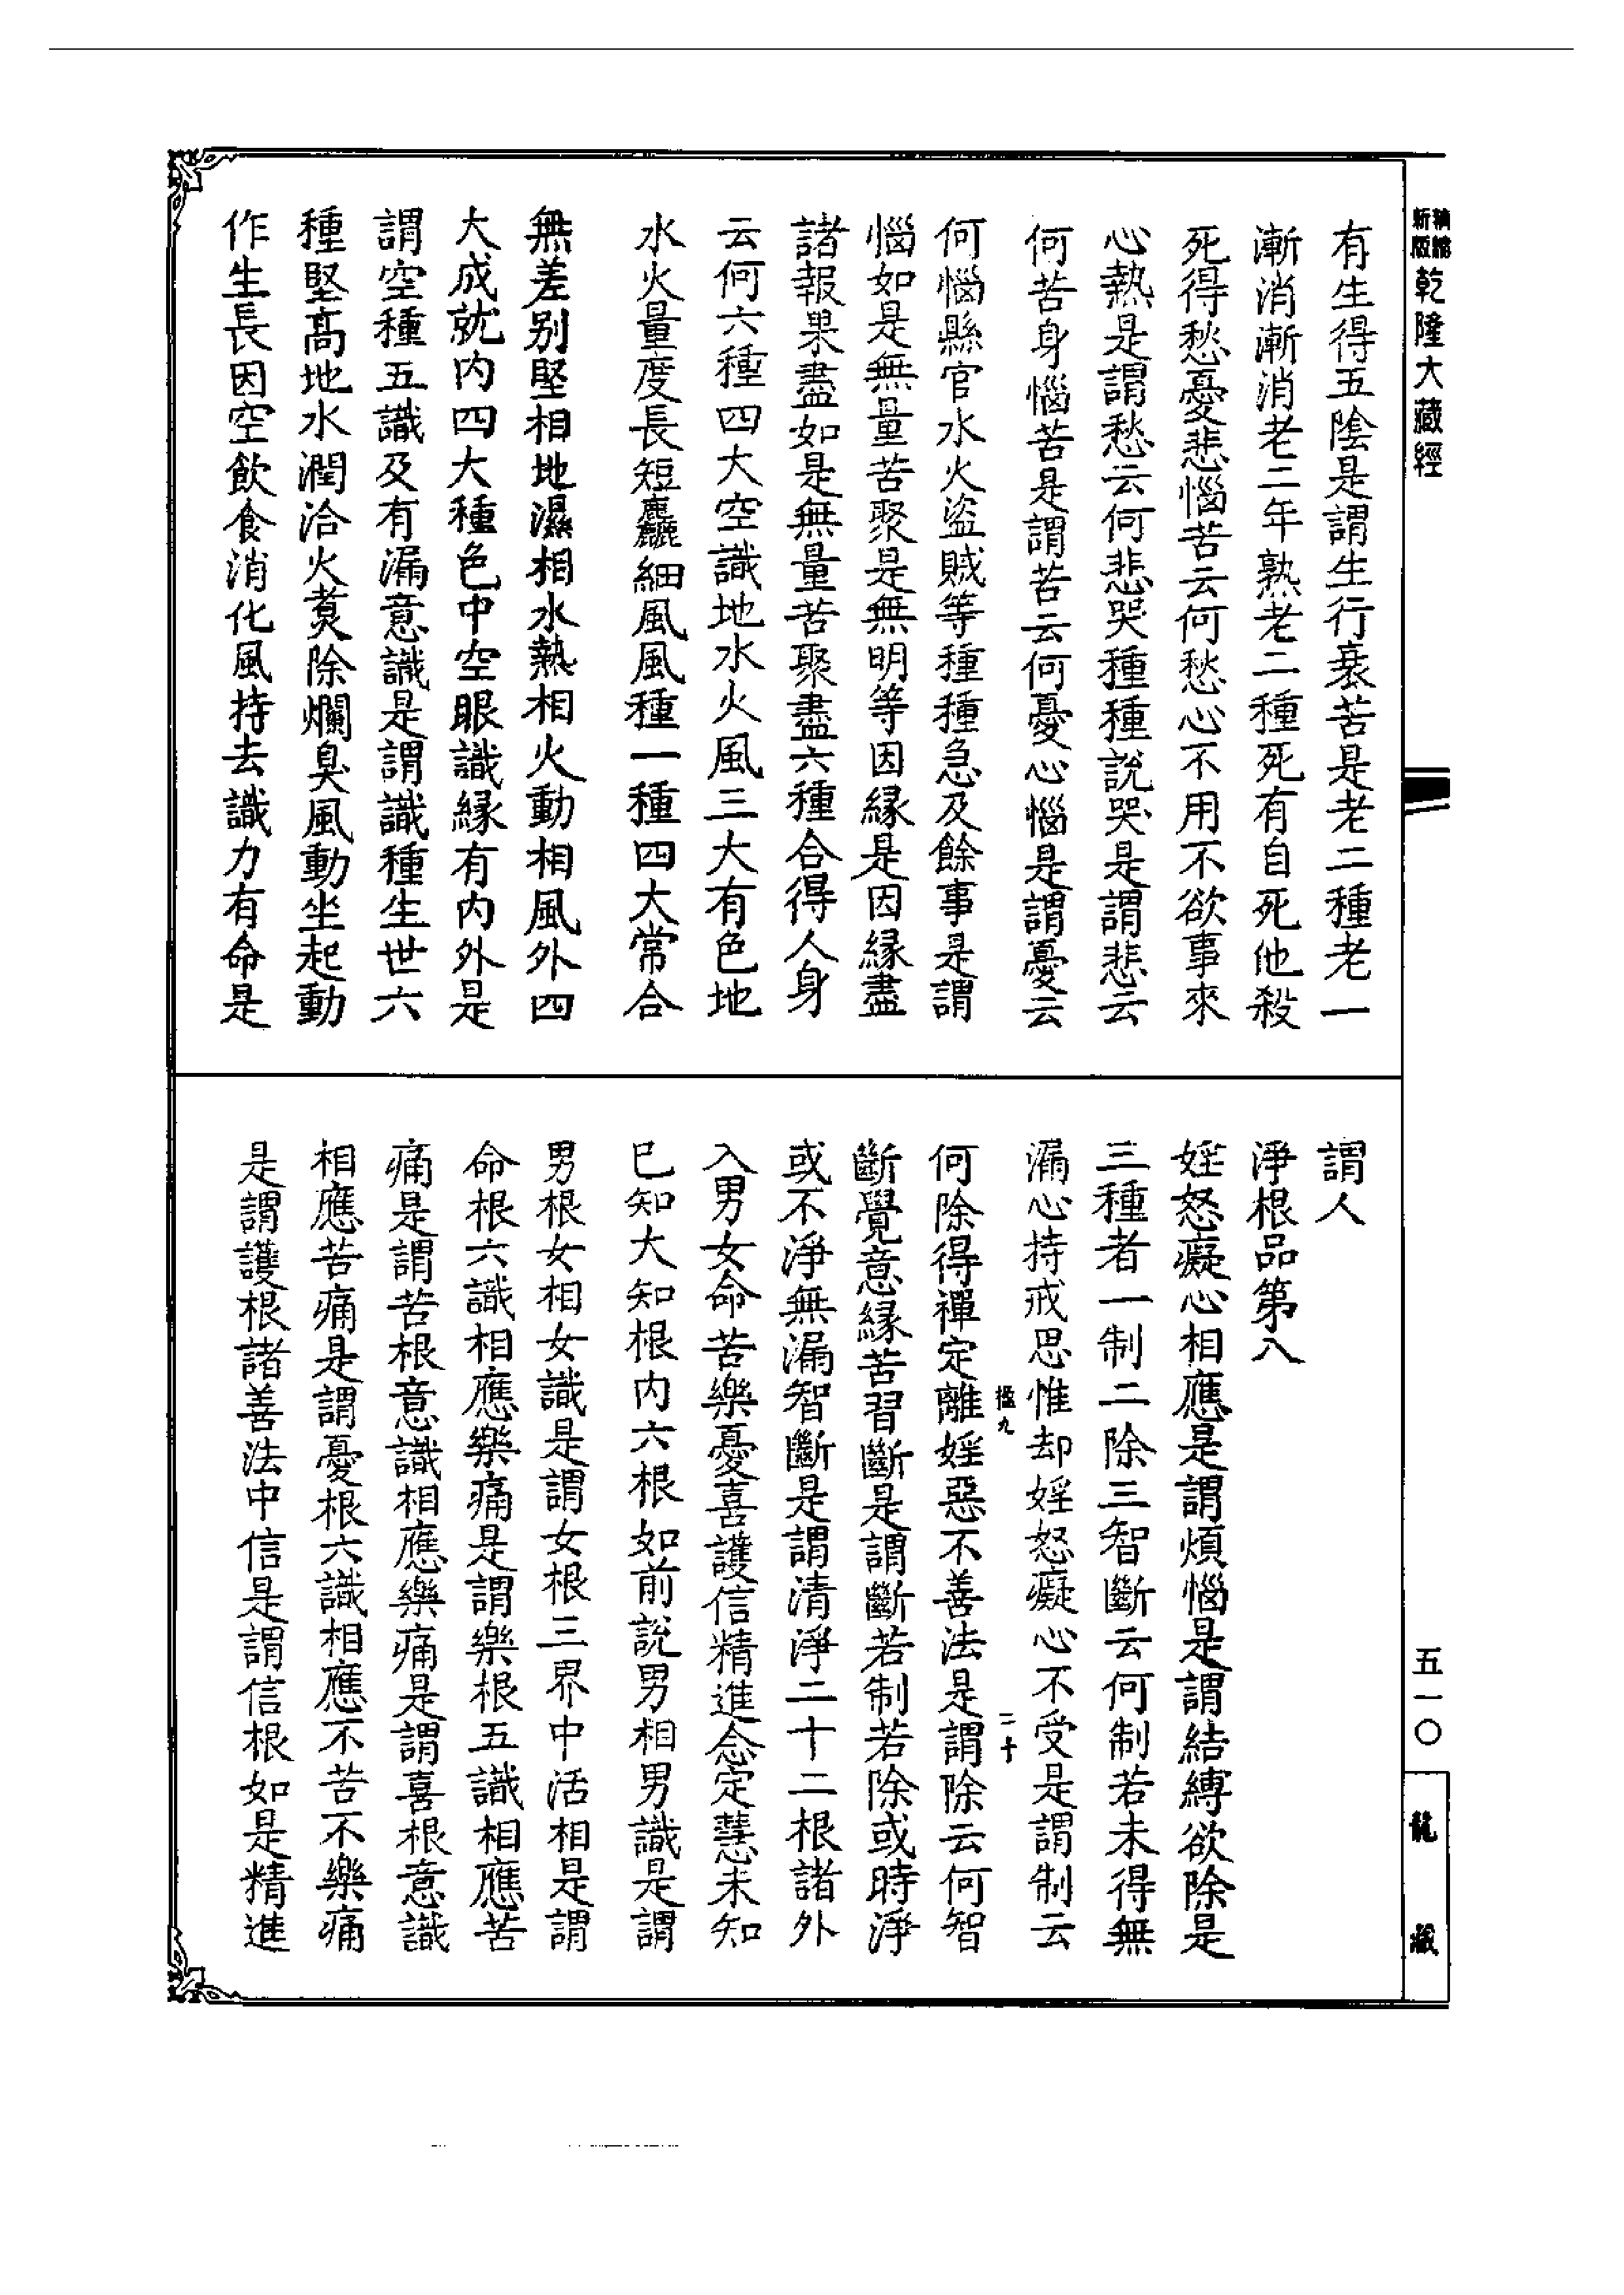 精縮
新版
乾隆大藏經
有生得五陰是謂生行衰苦是老二種老一
漸消漸消老二年熟老二種死有自死他殺
死得愁憂悲惱苦云何愁心不用不欲事來
心熱是謂愁云何悲哭種種說哭是謂悲云
何苦身惱苦是謂苦云何憂心惱是謂憂云
何惱縣官水火盜賊等種種急及餘事是謂
惱如是無量苦聚是無明等因緣是因緣盡
諸報果盡如是無量苦聚盡六種合得人身
云何六種四大空識地水火風三大有色地
水火量度長短麤細風風種一種四大常合
無差別堅相地濕相水熱相火動相風外四
大成就內四大種色中空眼識緣有內外是
謂空種五識及有漏意識是謂識種生世六
種堅髙地水潤洽火煑除爛臭風動坐起動
作生長因空飲食消化風持去識力有命是
謂人
淨根品第八
婬怒癡心相應是謂煩惱是謂結縛欲除是
三種者一制二除三智斷云何制若未得無
漏心持戒思惟却婬怒癡心不受是謂制云
何除得禪定離婬惡不善法是謂除云何智
斷覺意緣苦習斷是謂斷若制若除或時淨
或不淨無漏智斷是謂清淨二十二根諸外
入男女命苦樂憂喜護信精進念定慧未知
已知大知根內六根如前說男相男識是謂
男根女相女識是謂女根三界中活相是謂
命根六識相應樂痛是謂樂根五識相應苦
痛是謂苦根意識相應樂痛是謂喜根意識
相應苦痛是謂憂根六識相應不苦不樂痛
是謂護根諸善法中信是謂信根如是精進
二十
五一〇
龍藏